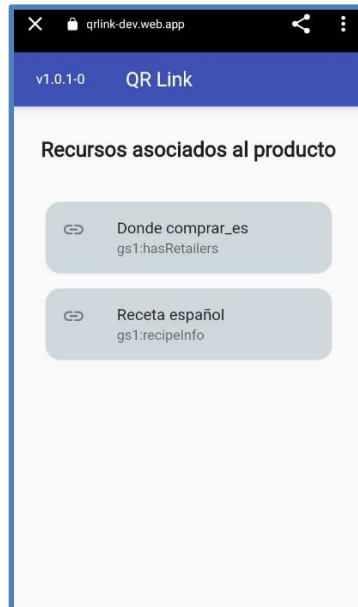 qrlink-dev.web.app
v1.0.1-0 QR Link
Recursos asociados al producto
Donde comprar_es
gs1:hasRetailers
Receta español
gs1:recipeInfo